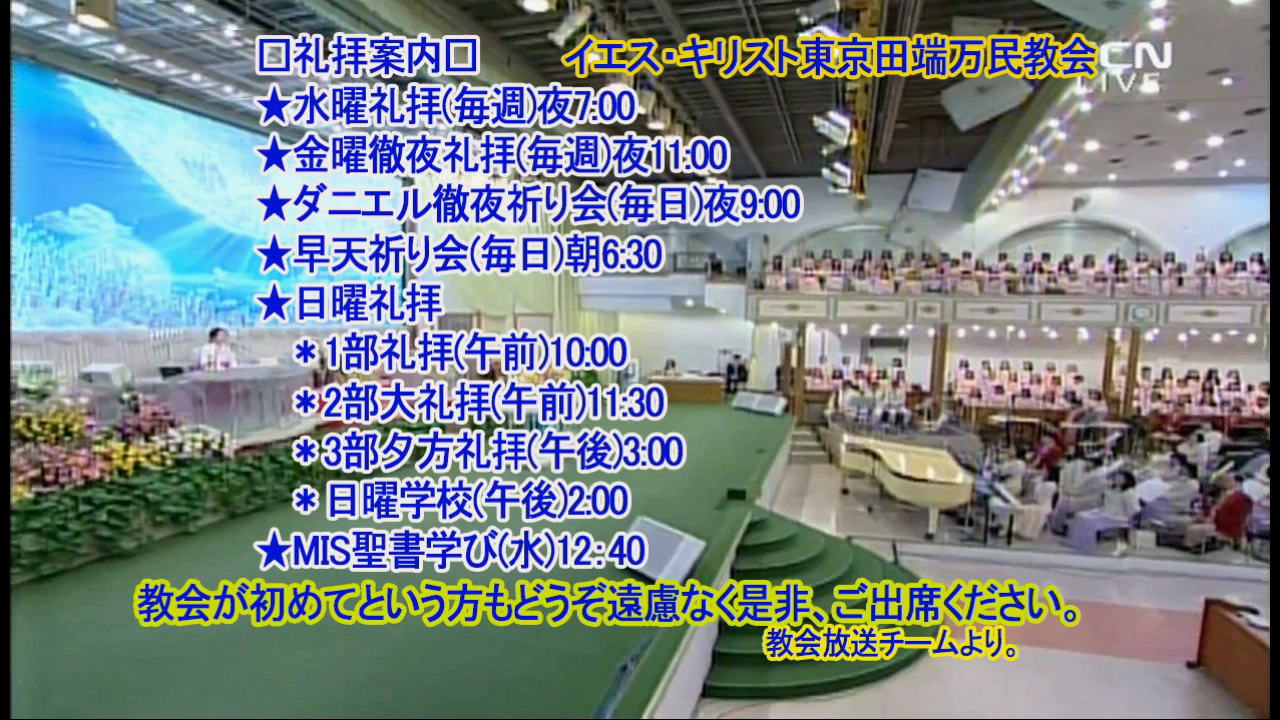 □礼拝案内□ イエス・キリスト東京田端万民教会
CN
LIVE
★水曜礼拝(毎週)夜7:00
★金曜徹夜礼拝(毎週)夜11:00
★ダニエル徹夜祈り会(毎日)夜9:00
★早天祈り会(毎日)朝6:30
★日曜礼拝
＊1部礼拝(午前)10:00
＊2部大礼拝(午前)11:30
＊3部夕方礼拝(午後)3:00
＊日曜学校(午後)2:00
★MIS聖書学び(水)12:40
教会が初めてという方もどうぞ遠慮なく是非、ご出席ください。
教会放送チームより。